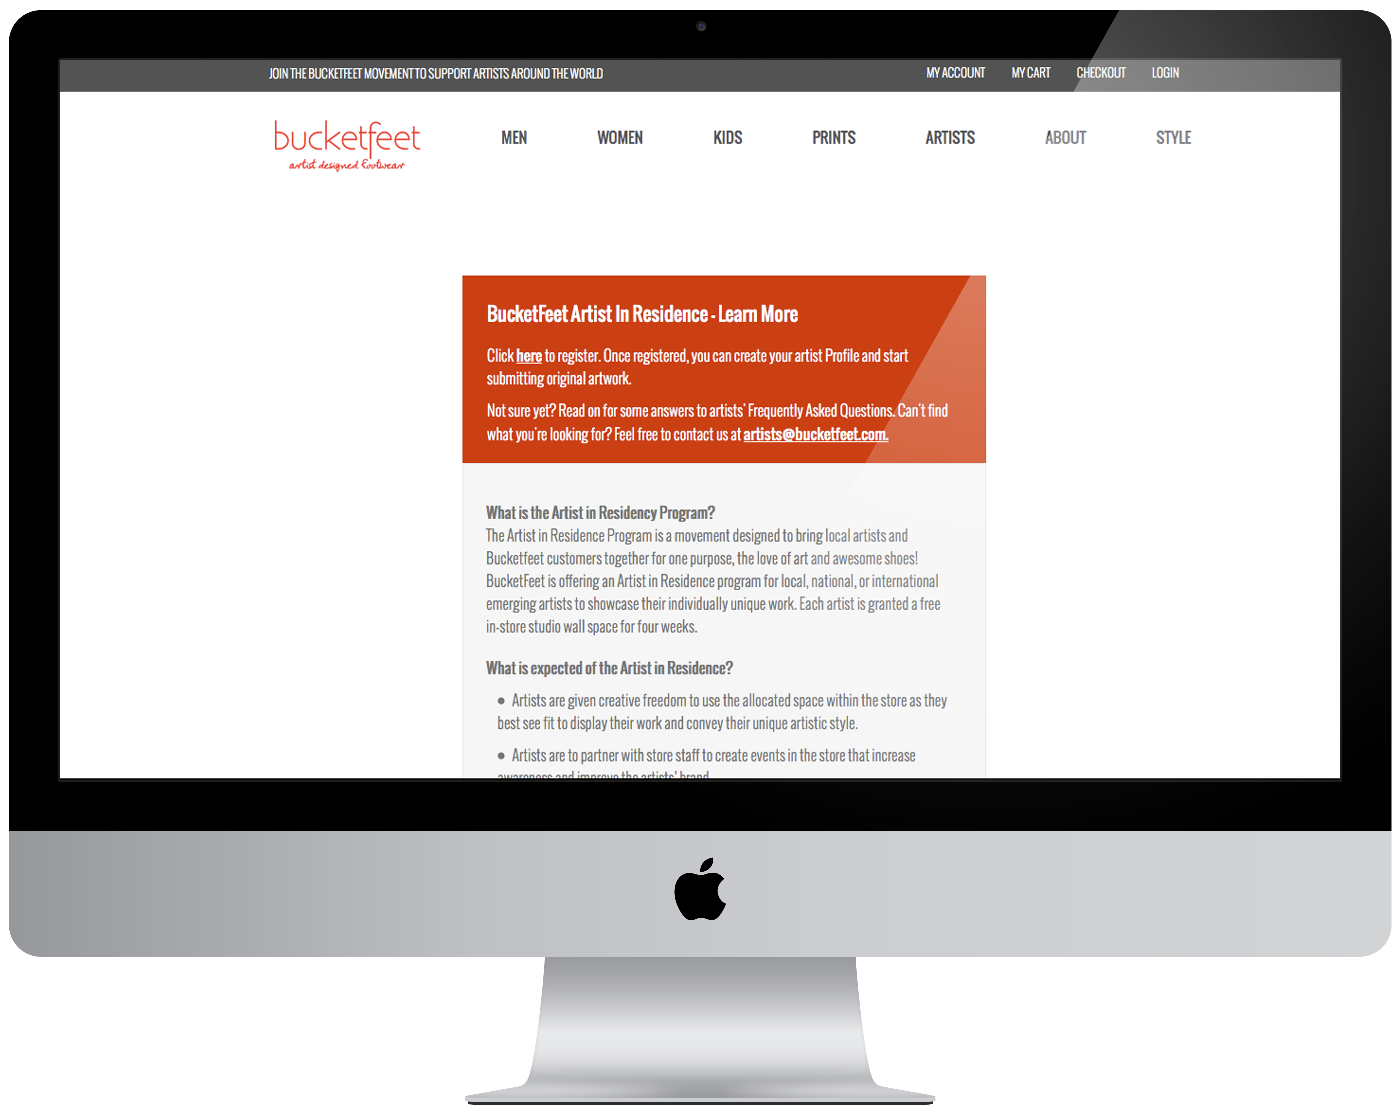 JOIN THE BUCKETFEET MOVEMENT TO SUPPORT ARTISTS AROUND THE WORLD
MY ACCOUNT MY CART CHECKOUT LOGIN
bucketfeet
artist designed footwear
MEN WOMEN KIDS PRINTS ARTISTS ABOUT STYLE
BucketFeet Artist In Residence - Learn More
Click here to register. Once registered, you can create your artist Profile and start
submitting original artwork.
Not sure yet? Read on for some answers to artists' Frequently Asked Questions. Can't find
what you're looking for? Feel free to contact us at artists@bucketfeet.com.
What is the Artist in Residency Program?
The Artist in Residence Program is a movement designed to bring local artists and
Bucketfeet customers together for one purpose, the love of art and awesome shoes!
BucketFeet is offering an Artist in Residence program for local, national, or international
emerging artists to showcase their individually unique work. Each artist is granted a free
in-store studio wall space for four weeks.
What is expected of the Artist in Residence?
● Artists are given creative freedom to use the allocated space within the store as they
best see fit to display their work and convey their unique artistic style.
● Artists are to partner with store staff to create events in the store that increase
awareness and improve the artists' brand